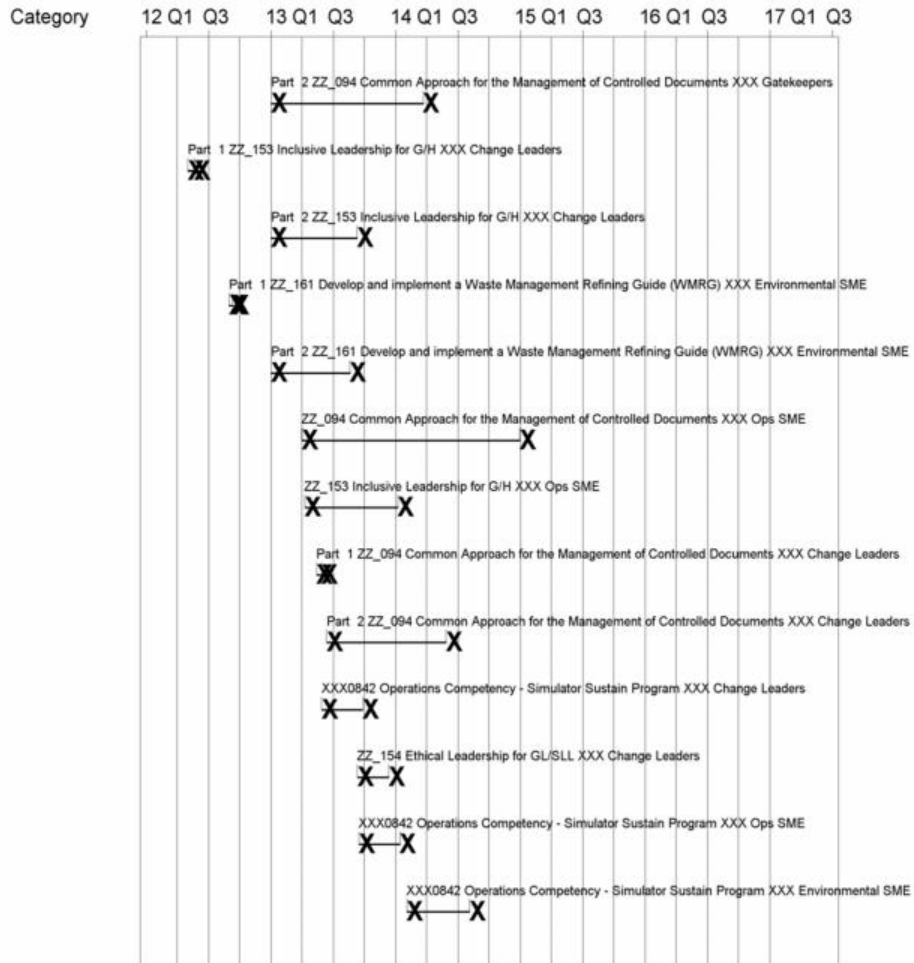 Category 12 Q1 Q3 13 Q1 Q3 14 Q1 Q3 15 Q1 Q3 16 Q1 Q3 17 Q1 Q3
Part 2 ZZ_094 Common Approach for the Management of Controlled Documents XXX Gatekeepers
X X
Part 1 ZZ_153 Inclusive Leadership for G/H XXX Change Leaders
XX
Part 2 ZZ_153 Inclusive Leadership for G/H XXX Change Leaders
X X
Part 1 ZZ_161 Develop and implement a Waste Management Refining Guide (WMRG) XXX Environmental SME
XX
Part 2 ZZ_161 Develop and implement a Waste Management Refining Guide (WMRG) XXX Environmental SME
X X
ZZ_094 Common Approach for the Management of Controlled Documents XXX Ops SME
X X
ZZ_153 Inclusive Leadership for G/H XXX Ops SME
X X
Part 1 ZZ_094 Common Approach for the Management of Controlled Documents XXX Change Leaders
XX
Part 2 ZZ_094 Common Approach for the Management of Controlled Documents XXX Change Leaders
X X
XXX0842 Operations Competency - Simulator Sustain Program XXX Change Leaders
X X
ZZ_154 Ethical Leadership for GL/SLL XXX Change Leaders
X X
XXX0842 Operations Competency - Simulator Sustain Program XXX Ops SME
X X
XXX0842 Operations Competency - Simulator Sustain Program XXX Environmental SME
X X